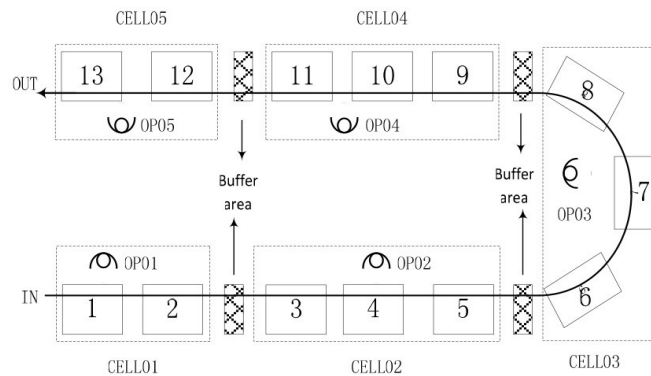 CELL05
CELL04
13
12
11
10
9
8
OUT
OP05
OP04
Buffer
area
Buffer
area
7
OP03
OP01
OP02
IN
1
2
3
4
5
6
CELL01
CELL02
CELL03